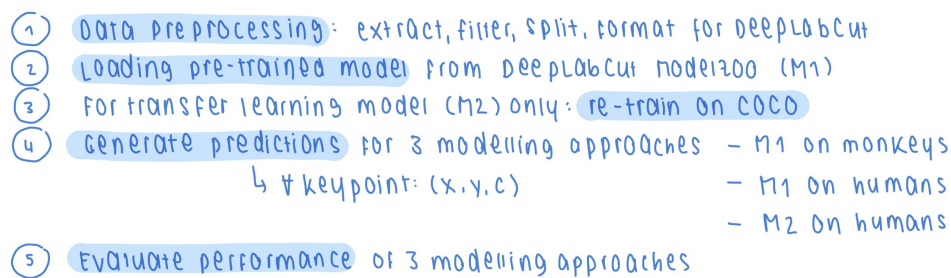 1 Data preprocessing: extract, filter, split, format for DeepLabCut
2 Loading pre-trained model from DeepLabCut Modelzoo (M1)
3 For transfer learning model (M2) only: re-train on COCO
4 Generate predictions for 3 modelling approaches - M1 on monkeys
↳ ∀ keypoint: (x,y,c) - M1 on humans
- M2 on humans
5 Evaluate performance of 3 modelling approaches